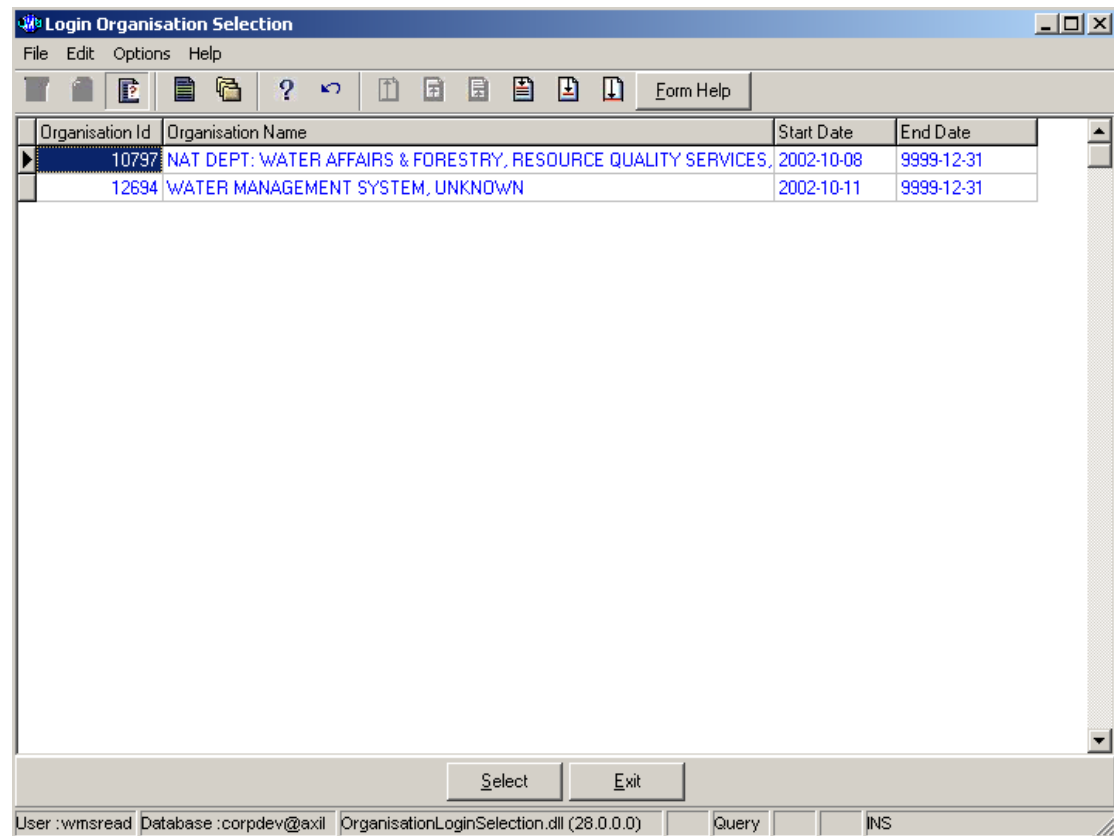 Login Organisation Selection
File Edit Options Help
Form Help
Organisation Id Organisation Name Start Date End Date
10797 NAT DEPT: WATER AFFAIRS & FORESTRY, RESOURCE QUALITY SERVICES, 2002-10-08 9999-12-31
12694 WATER MANAGEMENT SYSTEM, UNKNOWN 2002-10-11 9999-12-31
Select Exit
User :wmsread Database :corpdev@axil OrganisationLoginSelection.dll (28.0.0.0) Query INS